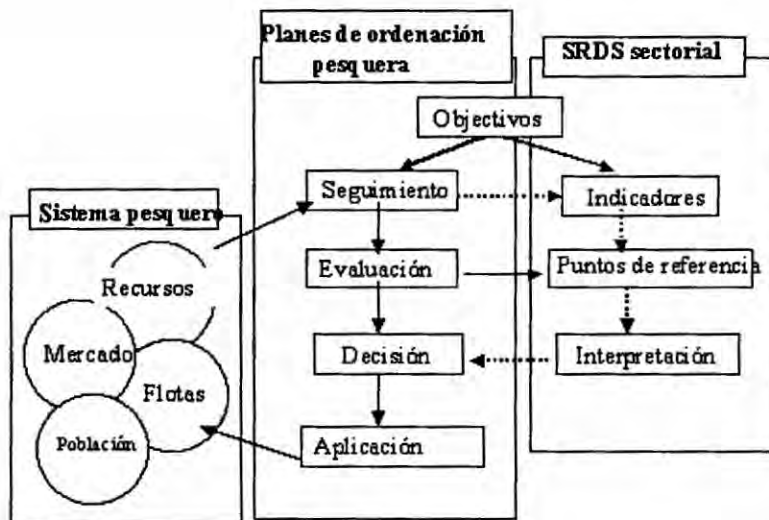 Planes de ordenación
pesquera
SRDS sectorial
Objectivos
Seguimiento
Indicadores
Sistema pesquero
Recursos
Evaluación
Puntos de referencia
Mercado
Decisión
Interpretación
Flotas
Población
Aplicación